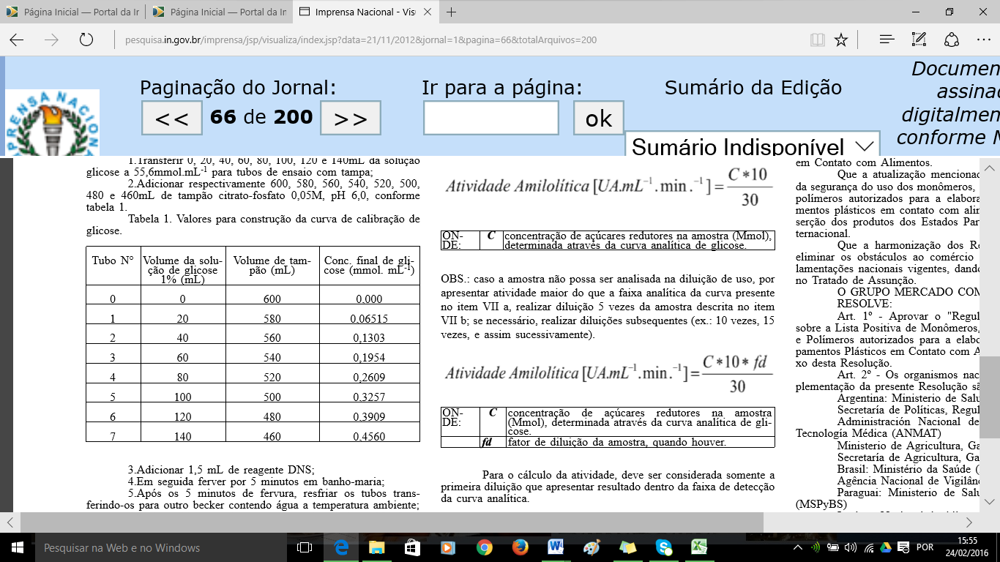 Página Inicial — Portal da Ir
Página Inicial — Portal da In
Imprensa Nacional - Visu
pesquisa.in.gov.br/imprensa/jsp/visualiza/index.jsp?data=21/11/2012&jornal=1&pagina=66&totalArquivos=200
PRENSA NACION
Paginação do Jornal:
<< 66 de 200 >>
Ir para a página:
ok
Sumário da Edição
Sumário Indisponível
Documen
assinad
digitalmen
conforme M
1.Transferir 0, 20, 40, 60, 80, 100, 120 e 140mL da solução
glicose a 55,6mmol.mL-1 para tubos de ensaio com tampa;
2.Adicionar respectivamente 600, 580, 560, 540, 520, 500,
480 e 460mL de tampão citrato-fosfato 0,05M, pH 6,0, conforme
tabela 1.
Tabela 1. Valores para construção da curva de calibração de
glicose.
Tubo N° Volume da solu- Volume de tam- Conc. final de gli-
ção de glicose pão (mL) cose (mmol. mL-1)
1% (mL)
0 0 600 0,000
1 20 580 0,06515
2 40 560 0,1303
3 60 540 0,1954
4 80 520 0,2609
5 100 500 0,3257
6 120 480 0,3909
7 140 460 0,4560
3.Adicionar 1,5 mL de reagente DNS;
4.Em seguida ferver por 5 minutos em banho-maria;
5.Após os 5 minutos de fervura, resfriar os tubos trans-
ferindo-os para outro becker contendo água a temperatura ambiente;
Atividade Amilolítica [UA.mL−1.min.−1] = C*10
30
ON- C concentração de açúcares redutores na amostra (Mmol),
DE: determinada através da curva analítica de glicose.
OBS.: caso a amostra não possa ser analisada na diluição de uso, por
apresentar atividade maior do que a faixa analítica da curva presente
no item VII a, realizar diluição 5 vezes da amostra descrita no item
VII b; se necessário, realizar diluições subsequentes (ex.: 10 vezes, 15
vezes, e assim sucessivamente).
Atividade Amilolítica [UA.mL−1.min.−1] = C*10*fd
30
ON- C concentração de açúcares redutores na amostra
DE: (Mmol), determinada através da curva analítica de gli-
cose.
fd fator de diluição da amostra, quando houver.
Para o cálculo da atividade, deve ser considerada somente a
primeira diluição que apresentar resultado dentro da faixa de detecção
da curva analítica.
em Contato com Alimentos.
Que a atualização mencionad
da segurança do uso dos monômeros,
polímeros autorizados para a elabora
mentos plásticos em contato com alin
serção dos produtos dos Estados Par
ternacional.
Que a harmonização dos Re
eliminar os obstáculos ao comércio
lamentações nacionais vigentes, dand
no Tratado de Assunção.
O GRUPO MERCADO COM
RESOLVE:
Art. 1º - Aprovar o "Regul
sobre a Lista Positiva de Monômeros,
e Polímeros autorizados para a elabo
pamentos Plásticos em Contato com A
xo desta Resolução.
Art. 2º - Os organismos nac
plementação da presente Resolução sã
Argentina: Ministerio de Salu
Secretaría de Políticas, Regul
Administración Nacional de
Tecnología Médica (ANMAT)
Ministerio de Agricultura, Ga
Secretaría de Agricultura, Ga
Brasil: Ministério da Saúde (
Agência Nacional de Vigilânc
Paraguai: Ministerio de Salu
(MSPyBS)
Pesquisar na Web e no Windows
POR
15:55
24/02/2016